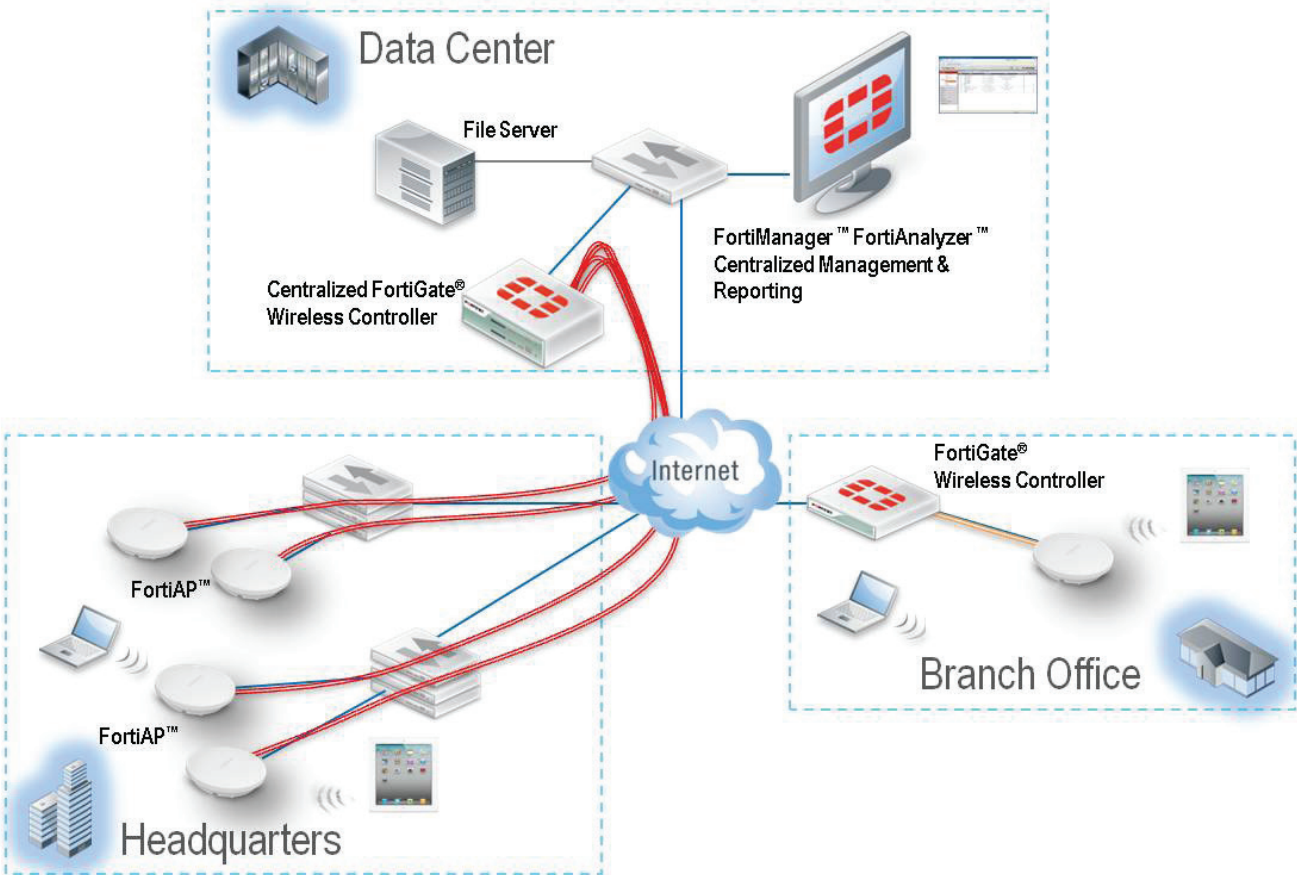 Data Center
File Server
FortiManager™ FortiAnalyzer™
Centralized Management &
Reporting
Centralized FortiGate®
Wireless Controller
Internet
FortiGate®
Wireless Controller
FortiAP™
FortiAP™
Branch Office
Headquarters